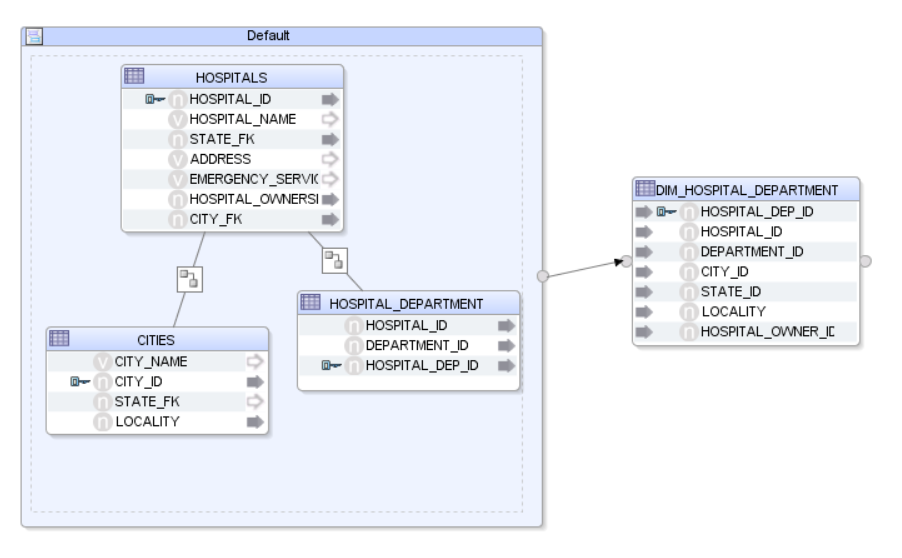 Default
HOSPITALS
n HOSPITAL_ID
v HOSPITAL_NAME
n STATE_FK
v ADDRESS
v EMERGENCY_SERVIC
n HOSPITAL_OWNERSI
n CITY_FK
DIM_HOSPITAL_DEPARTMENT
n HOSPITAL_DEP_ID
n HOSPITAL_ID
n DEPARTMENT_ID
n CITY_ID
n STATE_ID
n LOCALITY
n HOSPITAL_OWNER_ID
HOSPITAL_DEPARTMENT
n HOSPITAL_ID
n DEPARTMENT_ID
n HOSPITAL_DEP_ID
CITIES
v CITY_NAME
n CITY_ID
n STATE_FK
n LOCALITY